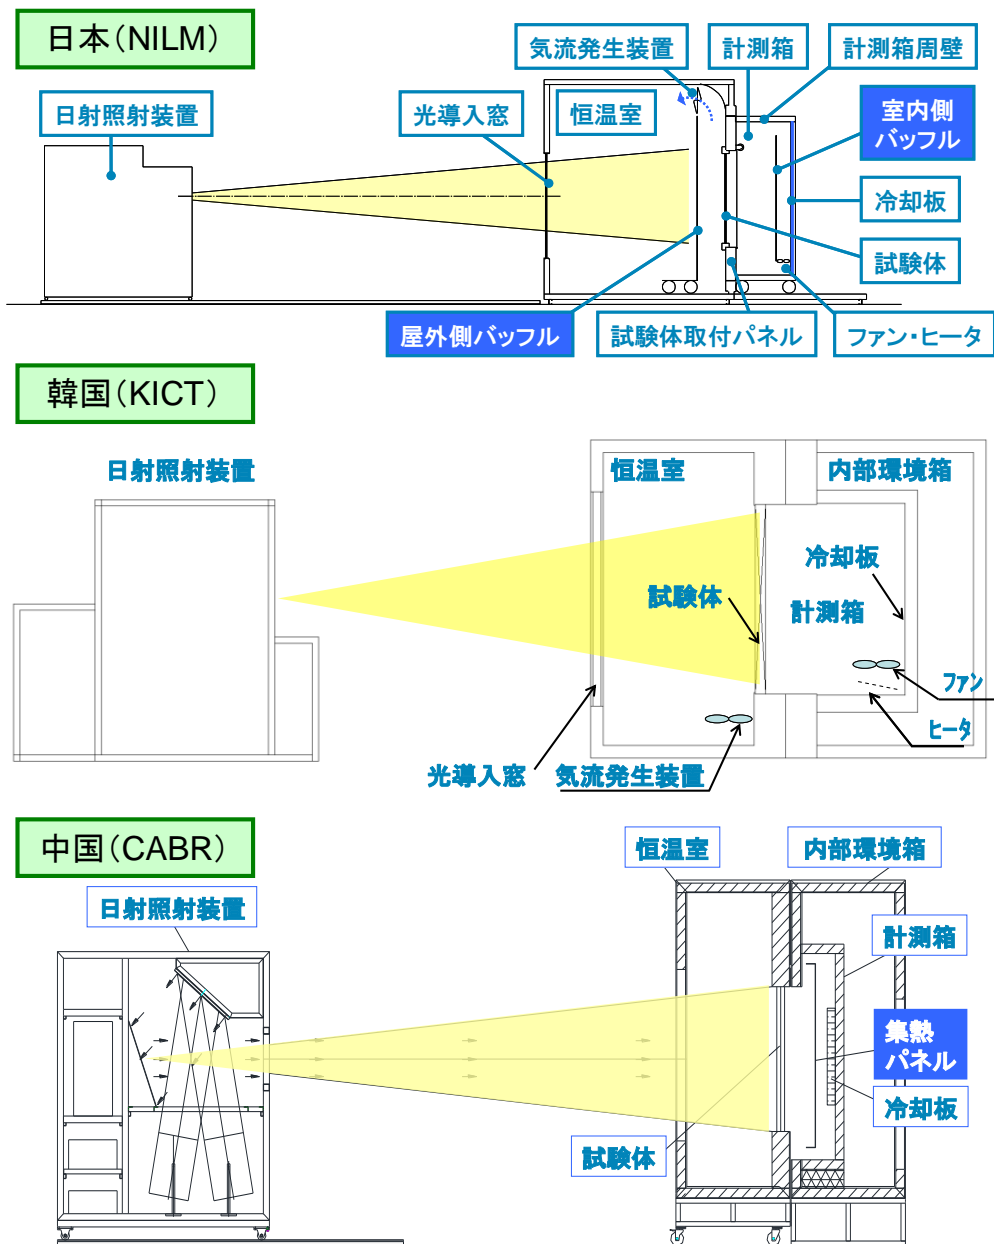 日本(NILM)
気流発生装置
計測箱
計測箱周壁
日射照射装置
光導入窓
恒温室
室内側
バッフル
冷却板
試験体
屋外側バッフル
試験体取付パネル
ファン・ヒータ
韓国(KICT)
日射照射装置
恒温室
内部環境箱
冷却板
試験体
計測箱
ファン
ヒータ
光導入窓
気流発生装置
中国(CABR)
恒温室
内部環境箱
日射照射装置
計測箱
集熱
パネル
冷却板
試験体